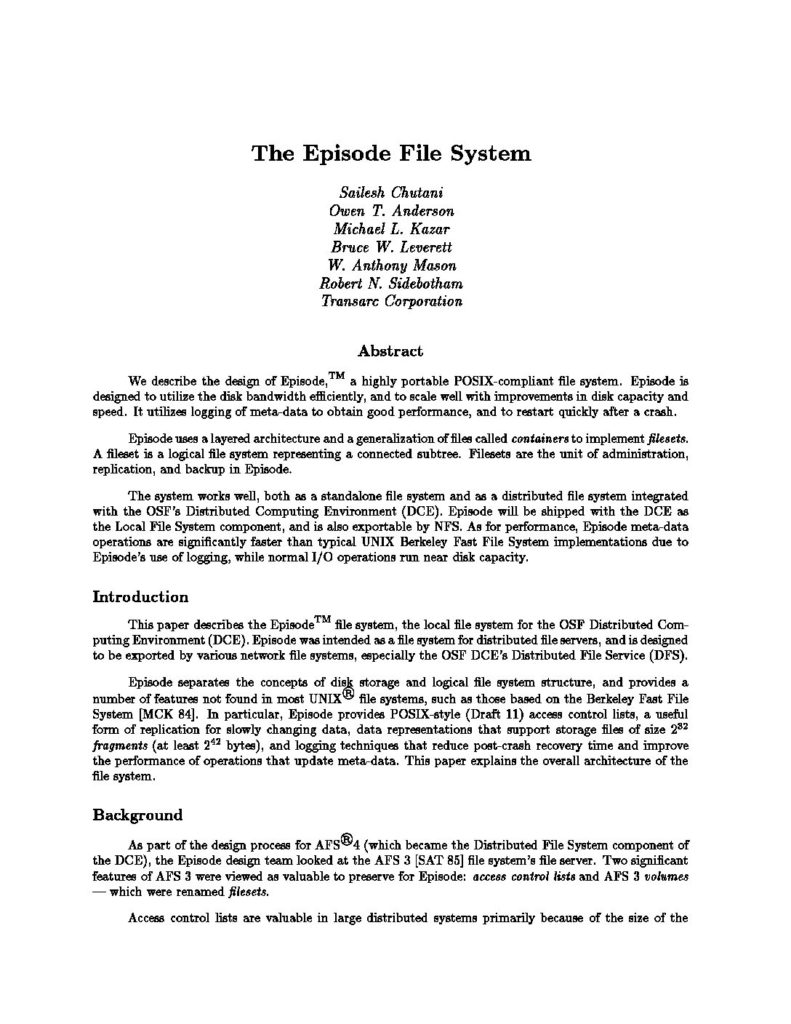 The Episode File System
Sailesh Chutani
Owen T. Anderson
Michael L. Kazar
Bruce W. Leverett
W. Anthony Mason
Robert N. Sidebotham
Transarc Corporation
Abstract
We describe the design of Episode,™ a highly portable POSIX-compliant file system. Episode is
designed to utilize the disk bandwidth efficiently, and to scale well with improvements in disk capacity and
speed. It utilizes logging of meta-data to obtain good performance, and to restart quickly after a crash.
Episode uses a layered architecture and a generalization of files called containers to implement filesets.
A fileset is a logical file system representing a connected subtree. Filesets are the unit of administration,
replication, and backup in Episode.
The system works well, both as a standalone file system and as a distributed file system integrated
with the OSF's Distributed Computing Environment (DCE). Episode will be shipped with the DCE as
the Local File System component, and is also exportable by NFS. As for performance, Episode meta-data
operations are significantly faster than typical UNIX Berkeley Fast File System implementations due to
Episode's use of logging, while normal I/O operations run near disk capacity.
Introduction
This paper describes the Episode™ file system, the local file system for the OSF Distributed Com-
puting Environment (DCE). Episode was intended as a file system for distributed file servers, and is designed
to be exported by various network file systems, especially the OSF DCE's Distributed File Service (DFS).
Episode separates the concepts of disk storage and logical file system structure, and provides a
number of features not found in most UNIX® file systems, such as those based on the Berkeley Fast File
System [MCK 84]. In particular, Episode provides POSIX-style (Draft 11) access control lists, a useful
form of replication for slowly changing data, data representations that support storage files of size 2³²
fragments (at least 2⁴² bytes), and logging techniques that reduce post-crash recovery time and improve
the performance of operations that update meta-data. This paper explains the overall architecture of the
file system.
Background
As part of the design process for AFS®4 (which became the Distributed File System component of
the DCE), the Episode design team looked at the AFS 3 [SAT 85] file system's file server. Two significant
features of AFS 3 were viewed as valuable to preserve for Episode: access control lists and AFS 3 volumes
— which were renamed filesets.
Access control lists are valuable in large distributed systems primarily because of the size of the